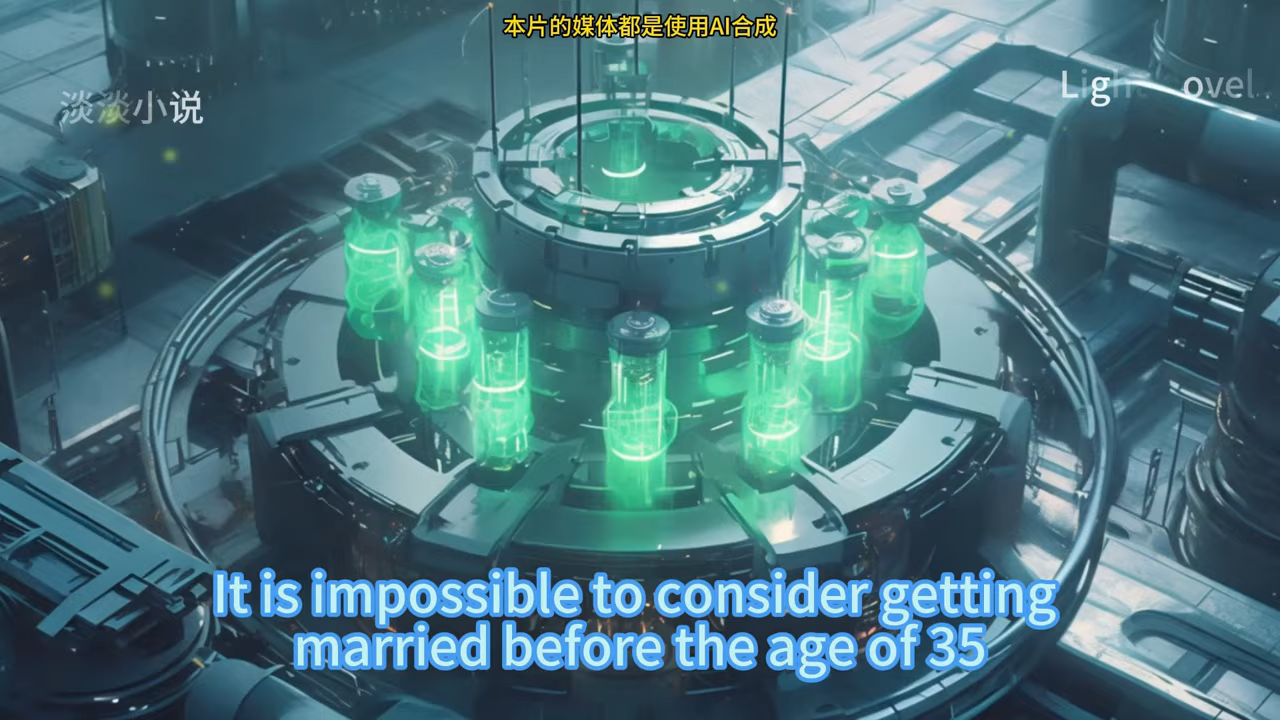 本片的媒体都是使用AI合成
淡淡小说
It is impossible to consider getting
married before the age of 35